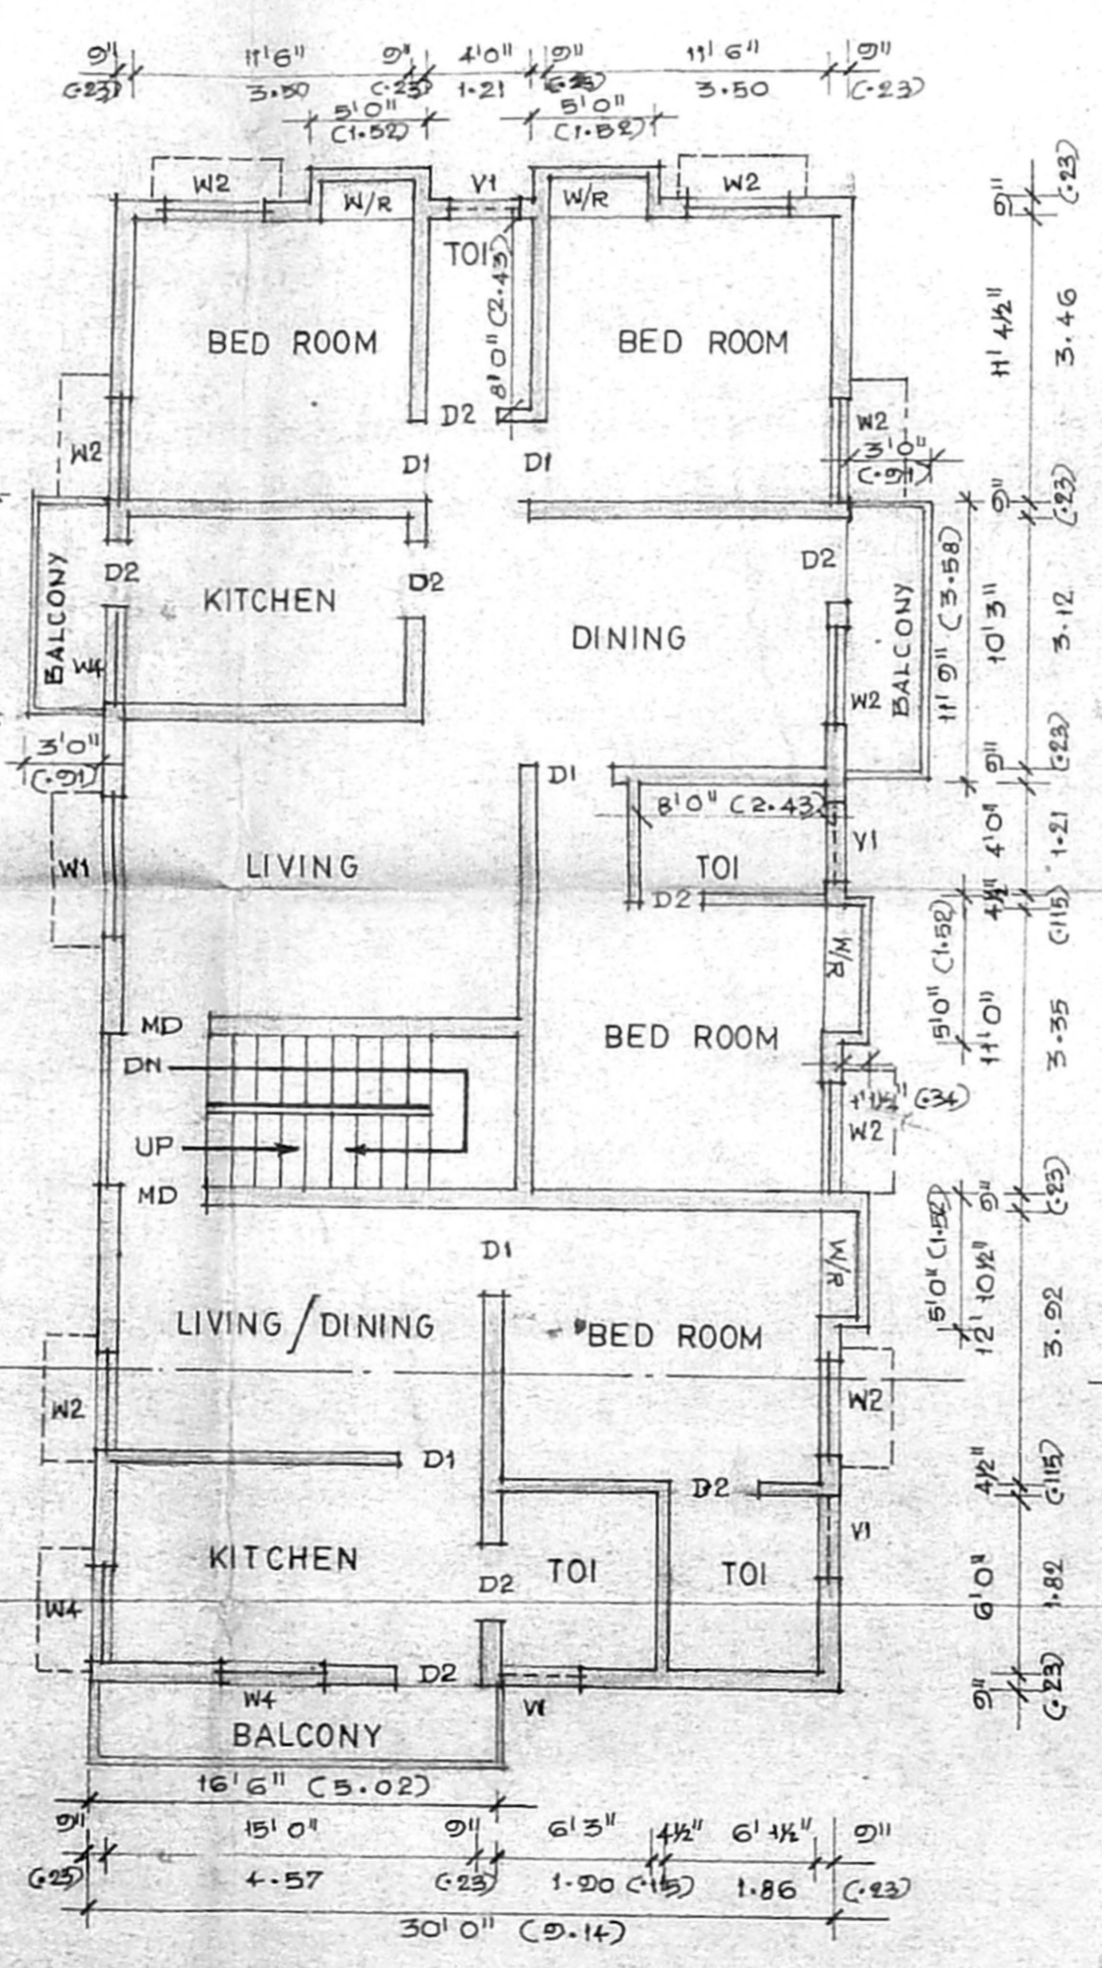 9" 11'6" 9" 4'0" 9" 11'6" 9"
(.23) 3.50 (.23) 1.21 3.50 (.23)
5'0" 5'0"
(1.52) (1.52)
W2 W/R V1 W/R W2
TOI
8'0" (2.43)
BED ROOM BED ROOM
D2
W2 D1 D1 W2
3'0"
(.91)
BALCONY D2 KITCHEN D2 DINING D2 BALCONY
W4 W2
11'9" (3.58)
3'0"
(.91)
D1
8'0" (2.43)
W1 LIVING TOI V1
D2
W/R
5'0" (1.52)
MD BED ROOM
DN
1'1½" (.34)
UP W2
MD
D1
W/R
5'0" (1.52)
LIVING/DINING BED ROOM
W2 W2
D1 D2
V1
KITCHEN TOI TOI
W4 D2
D2
W4
BALCONY
16'6" (5.02)
9" 15'0" 9" 6'3" 4½" 6'1½" 9"
(.23) 4.57 (.23) 1.90 (.115) 1.86 (.23)
30'0" (9.14)
9" (.23)
11'4½" 3.46
9" (.23)
10'3" 3.12
9" (.23)
4'0" 1.21
4½" (.115)
11'0" 3.35
9" (.23)
12'10½" 3.92
4½" (.115)
6'0" 1.82
9" (.23)